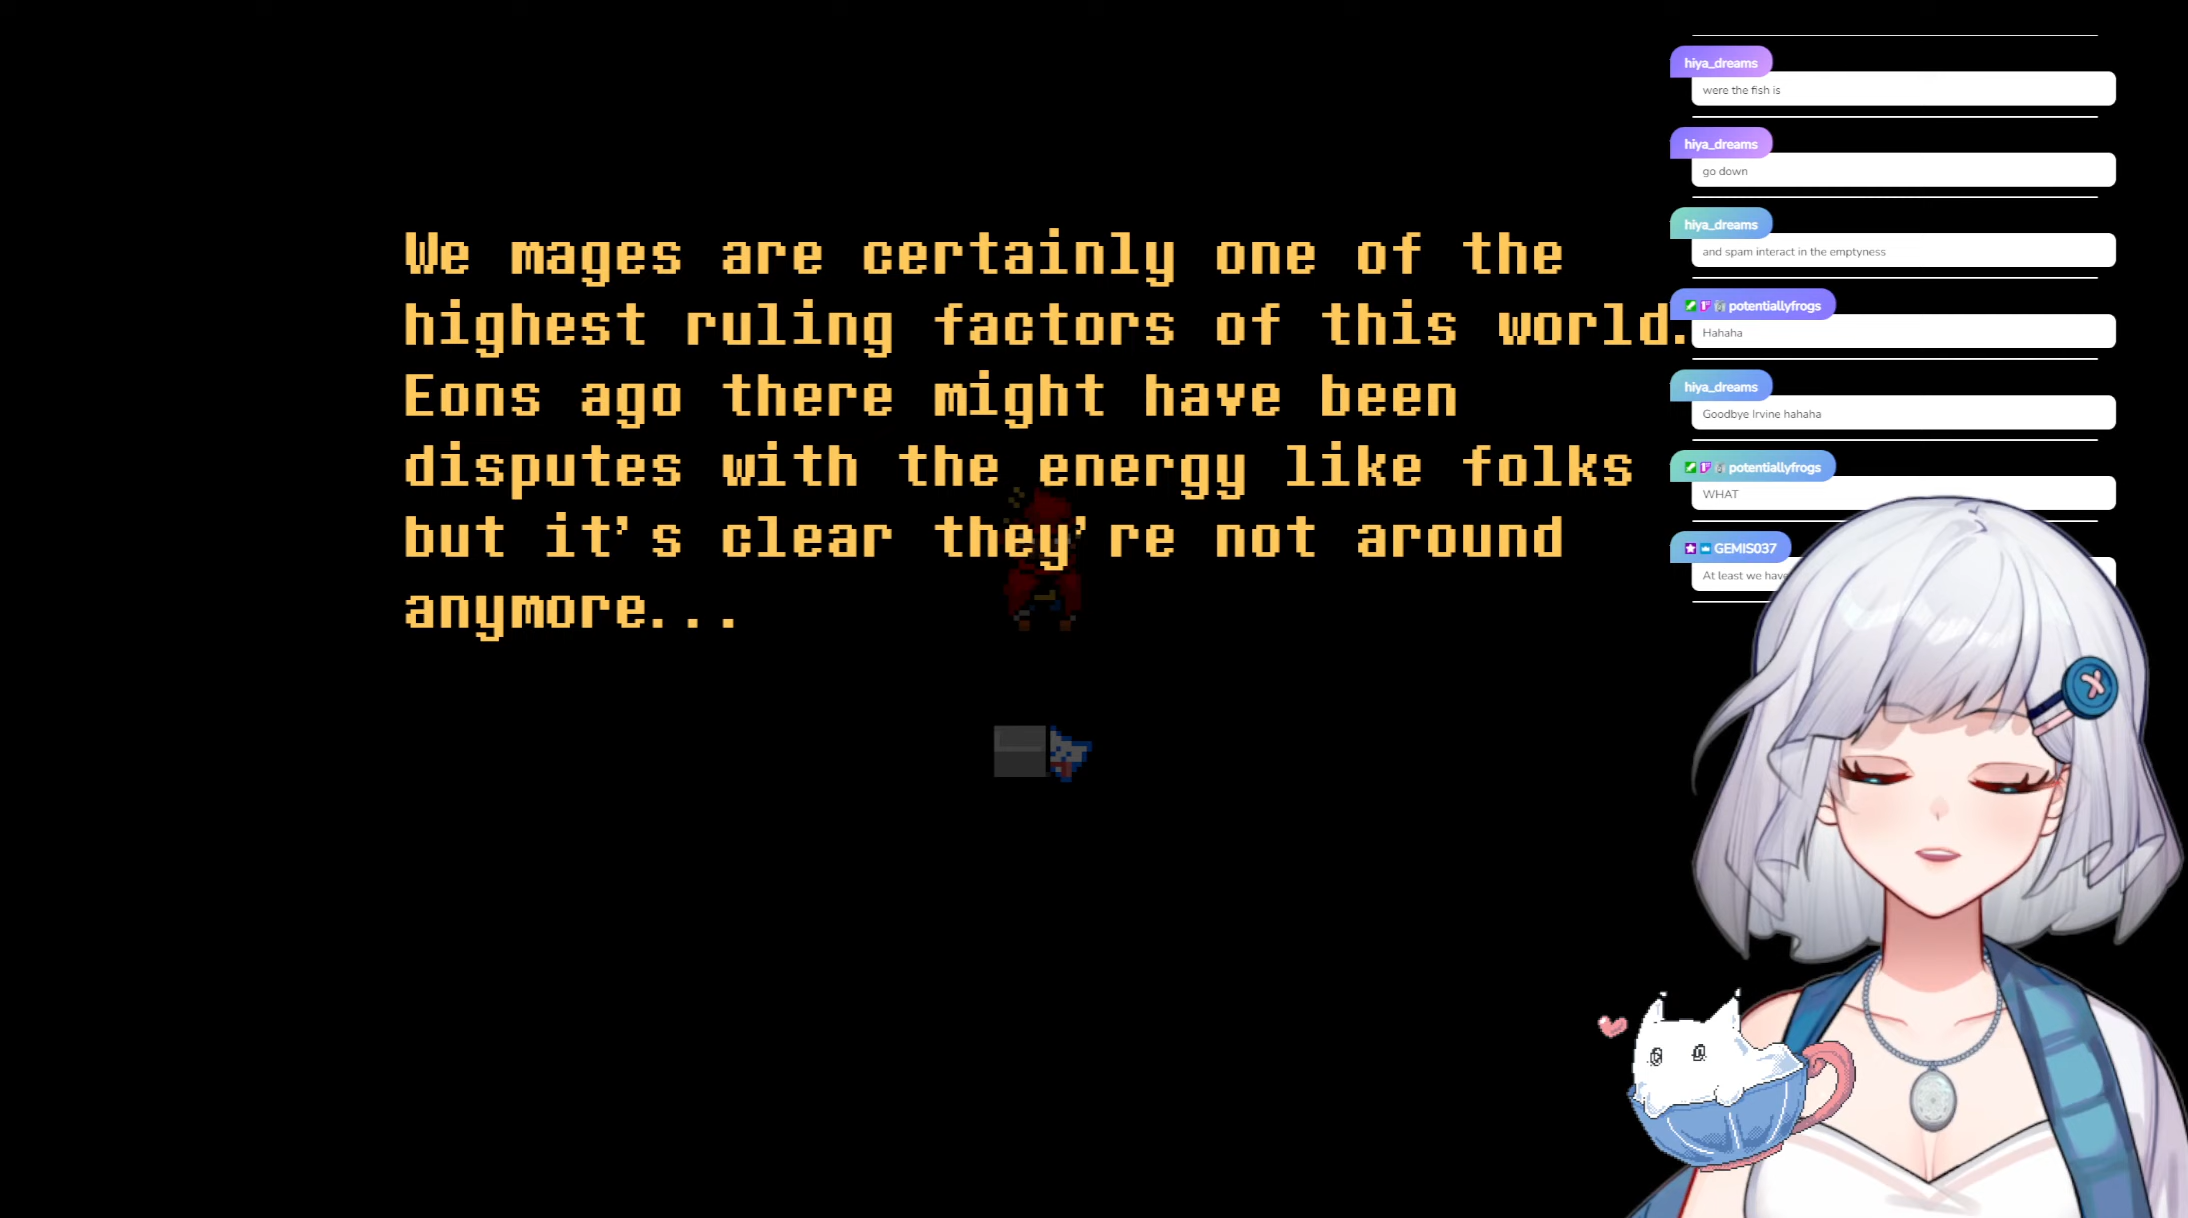 We mages are certainly one of the
highest ruling factors of this world.
Eons ago there might have been
disputes with the energy like folks
but it's clear they're not around
anymore...
hiya_dreams
were the fish is
hiya_dreams
go down
hiya_dreams
and spam interact in the emptyness
potentiallyfrogs
Hahaha
hiya_dreams
Goodbye Irvine hahaha
potentiallyfrogs
WHAT
GEMIS037
At least we have